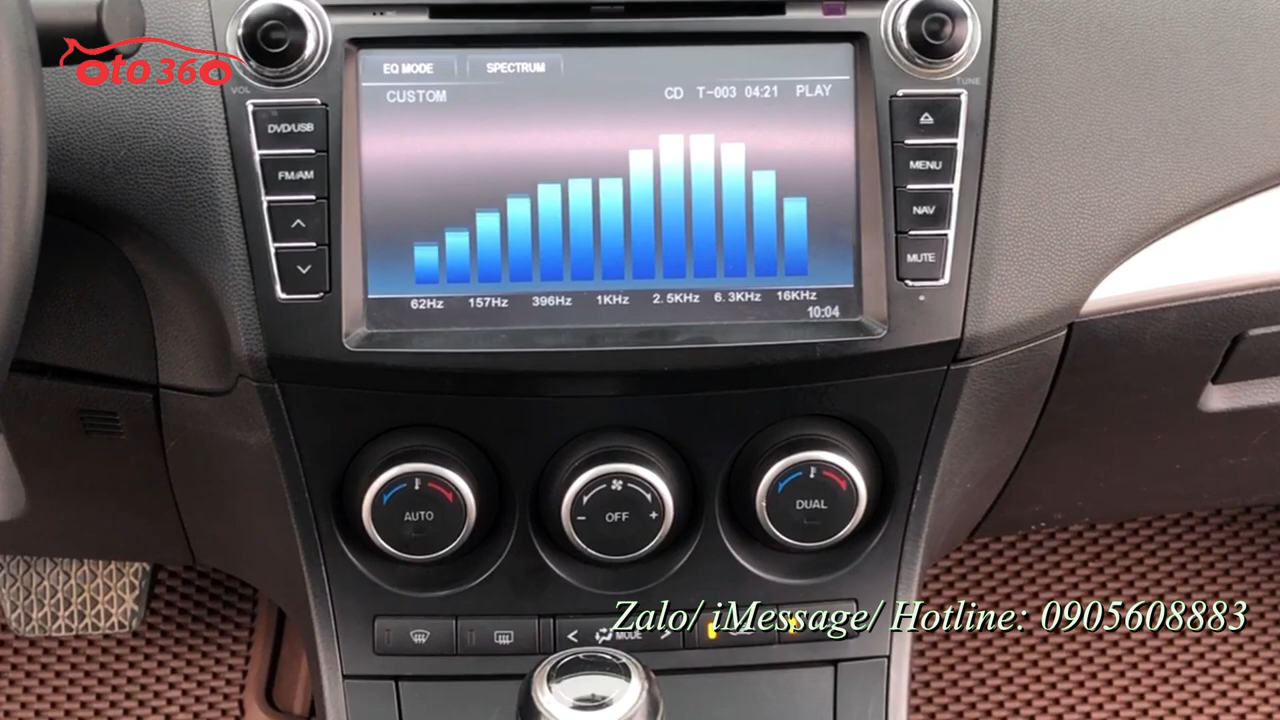 oto360
VOL
TUNE
DVD/USB
FM/AM
MENU
NAV
MUTE
EQ MODE SPECTRUM
CUSTOM CD T-003 04:21 PLAY
62Hz 157Hz 396Hz 1KHz 2.5KHz 6.3KHz 16KHz
10:04
AUTO
- OFF +
DUAL
MODE
Zalo/ iMessage/ Hotline: 0905608883